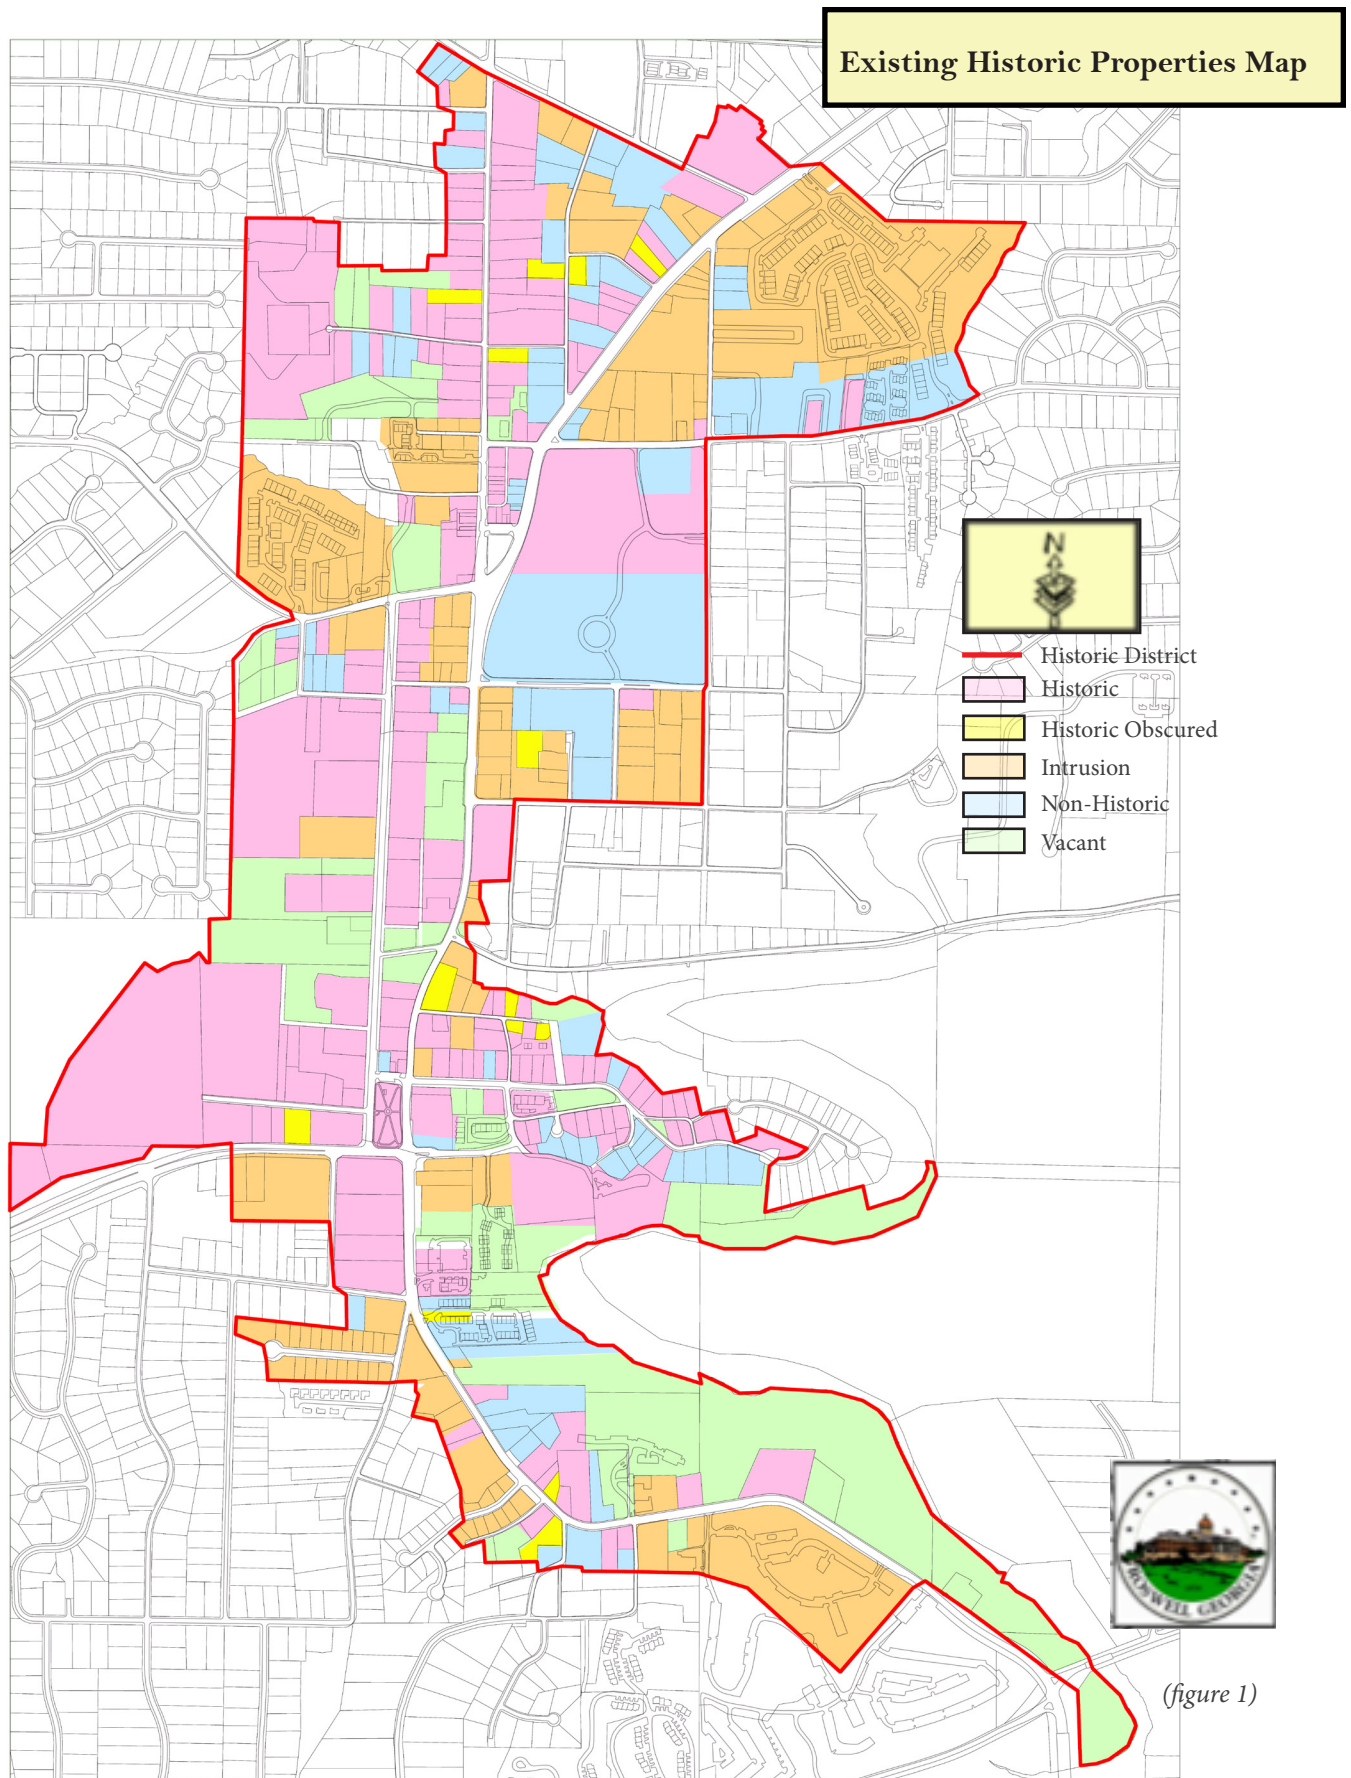 Existing Historic Properties Map
N
Historic District
Historic
Historic Obscured
Intrusion
Non-Historic
Vacant
ROSWELL GEORGIA
(figure 1)